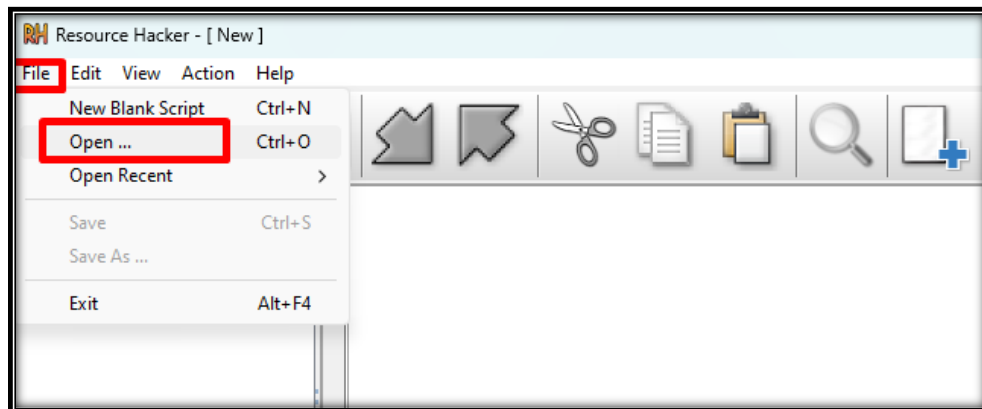 RH Resource Hacker - [ New ]
File Edit View Action Help
New Blank Script Ctrl+N
Open ... Ctrl+O
Open Recent >
Save Ctrl+S
Save As ...
Exit Alt+F4